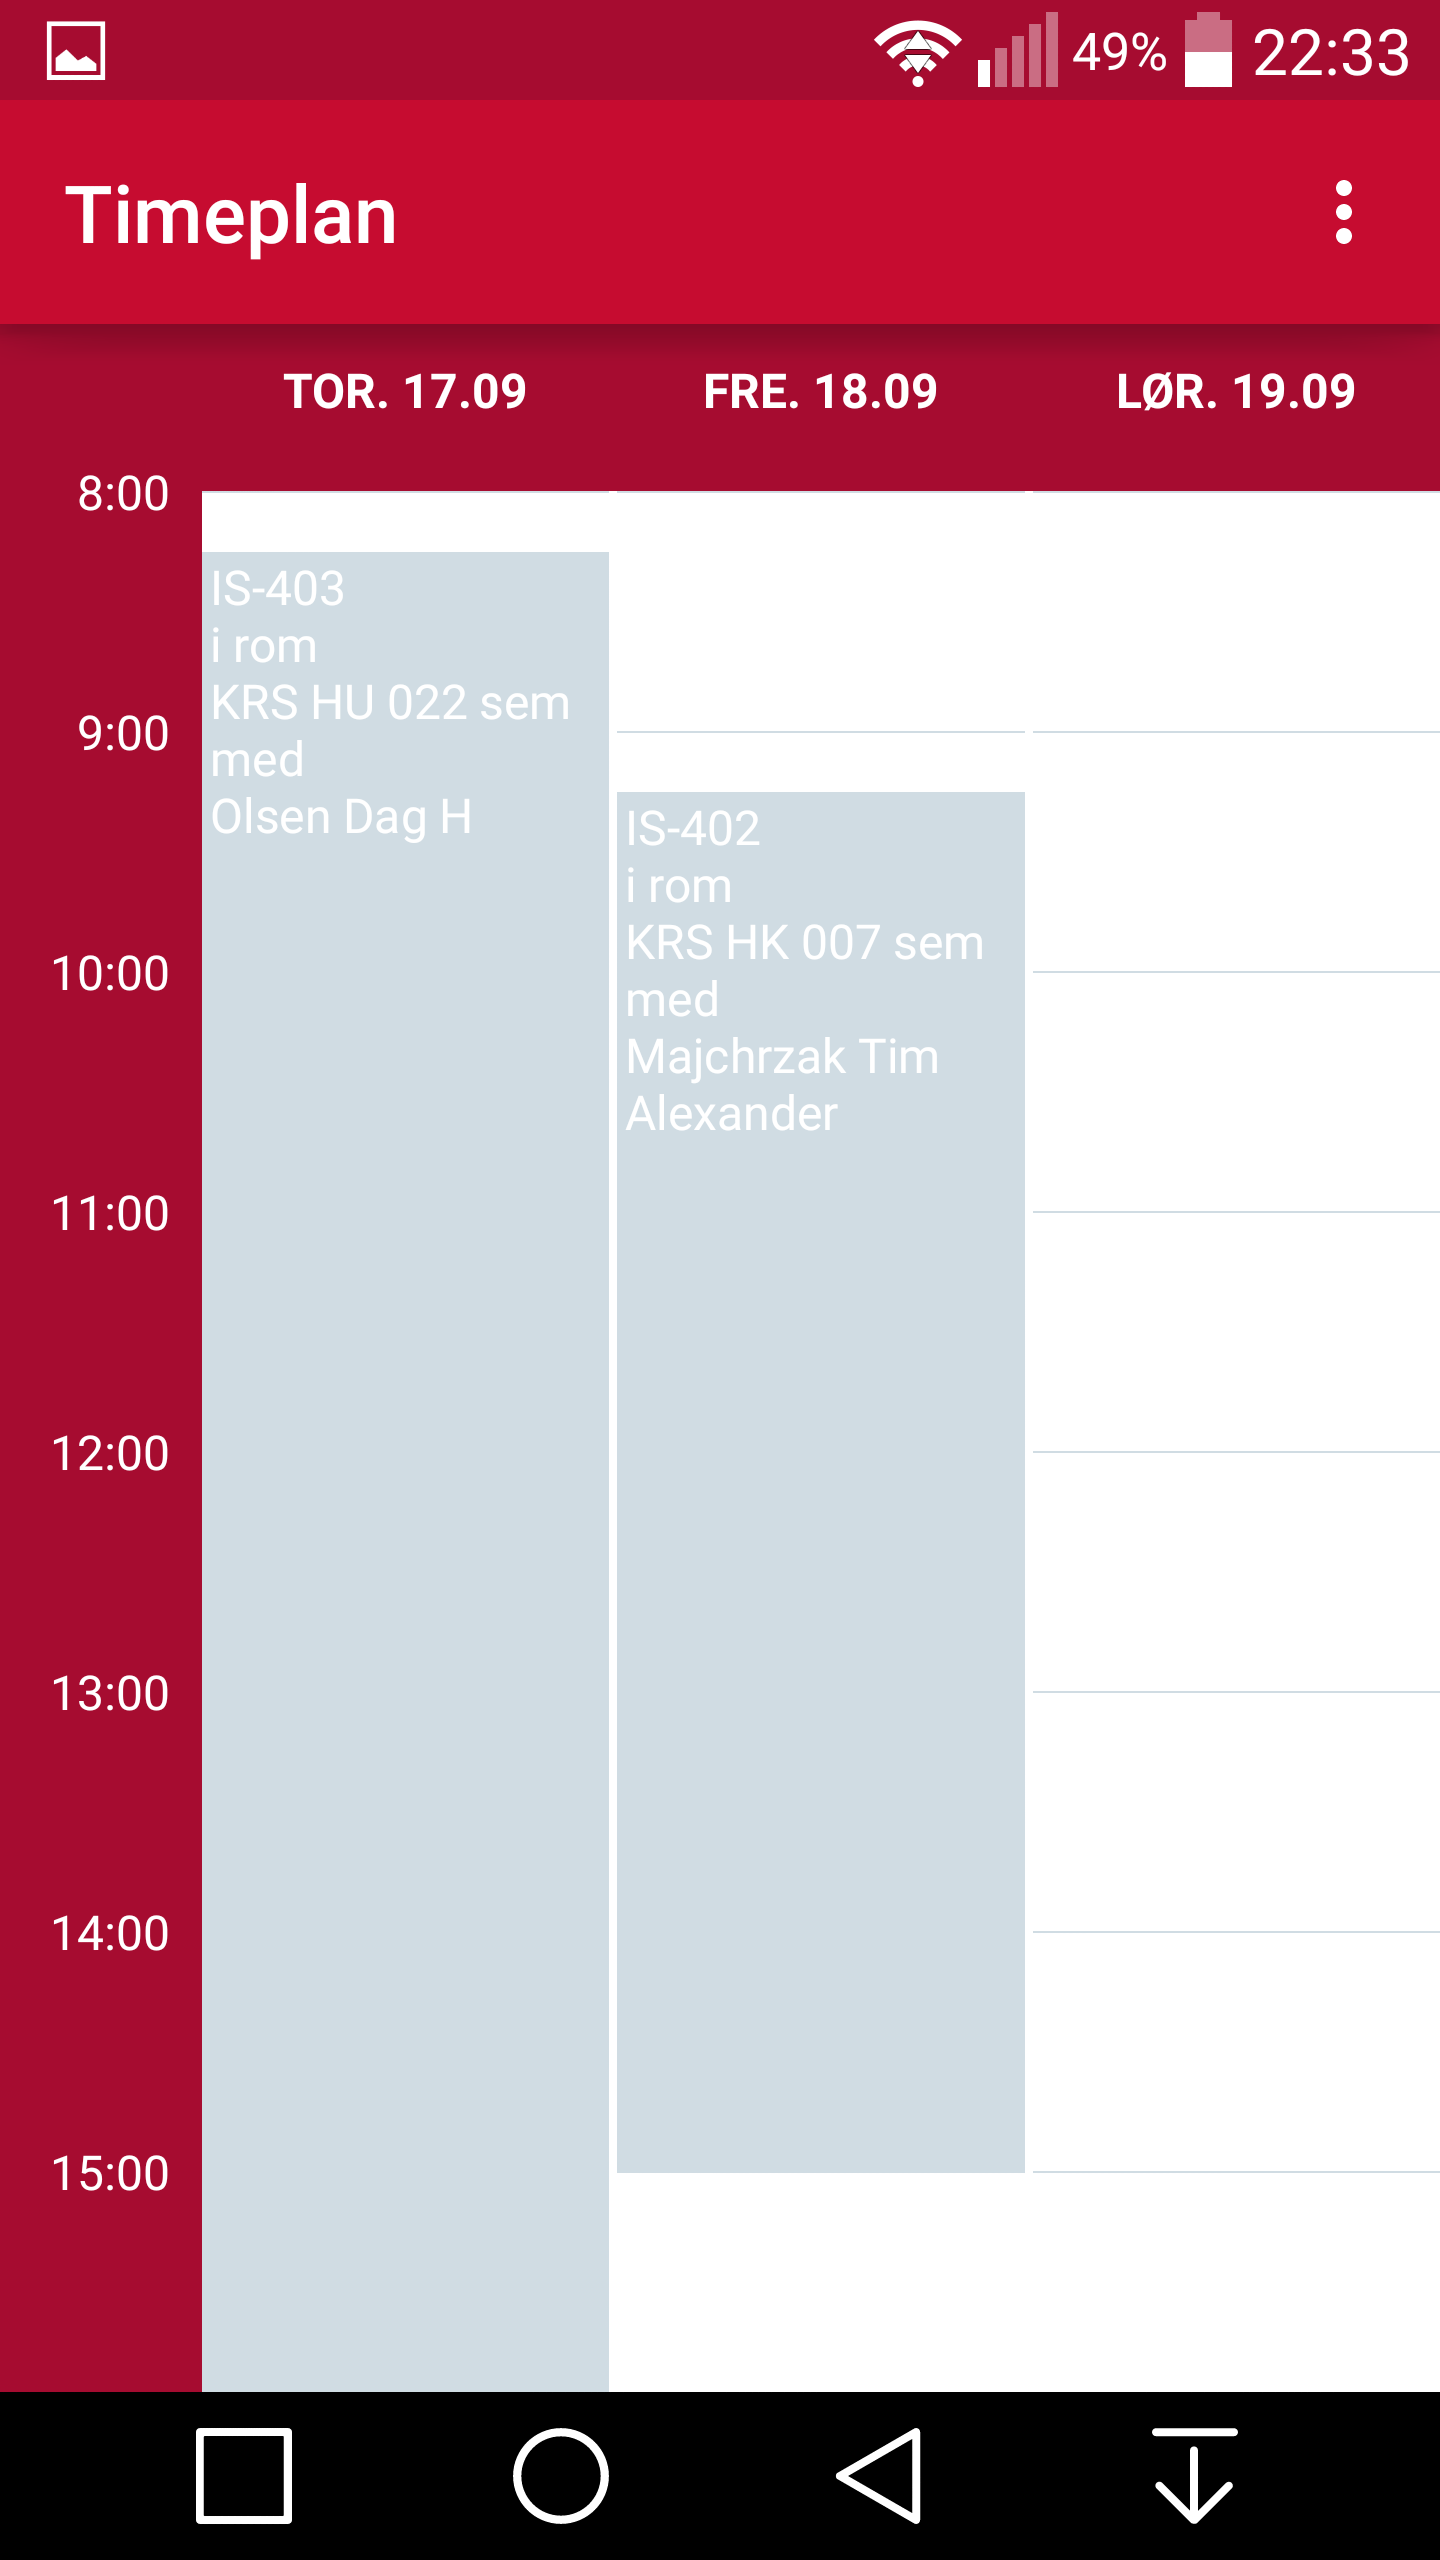 49% 22:33
Timeplan
TOR. 17.09 FRE. 18.09 LØR. 19.09
8:00
IS-403
i rom
KRS HU 022 sem
med
Olsen Dag H
9:00
IS-402
i rom
KRS HK 007 sem
med
Majchrzak Tim
Alexander
10:00
11:00
12:00
13:00
14:00
15:00